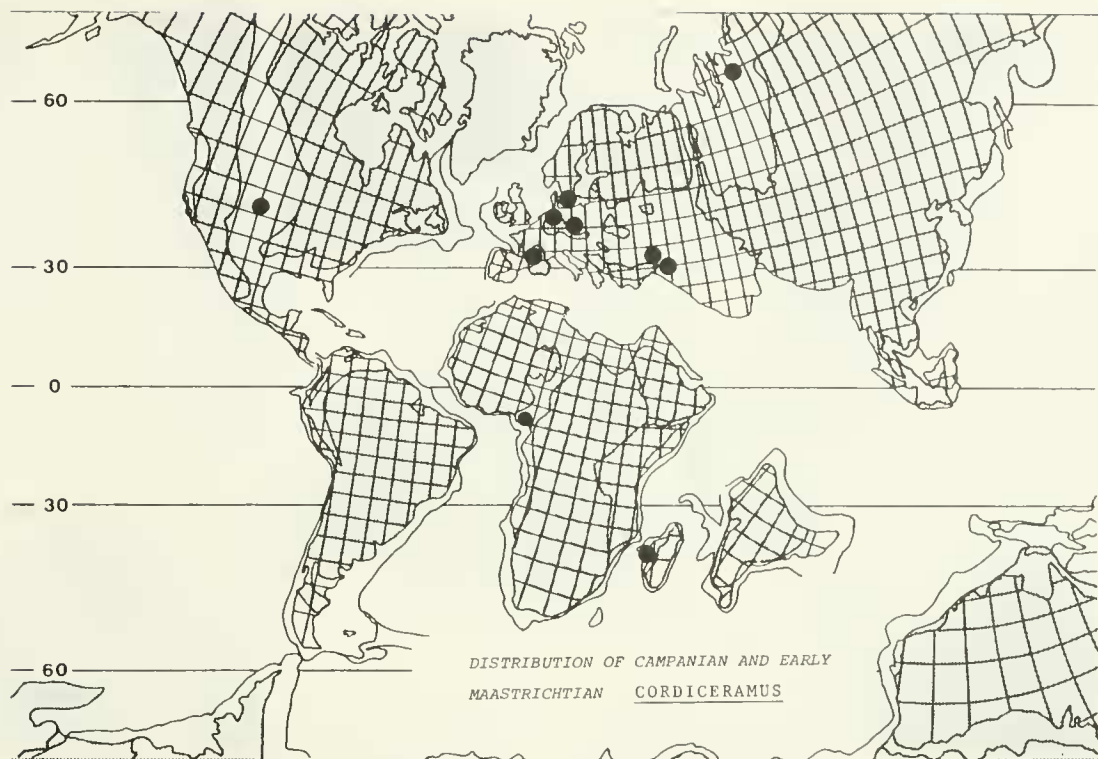 60
30
0
30
60
DISTRIBUTION OF CAMPANIAN AND EARLY
MAASTRICHTIAN CORDICERAMUS